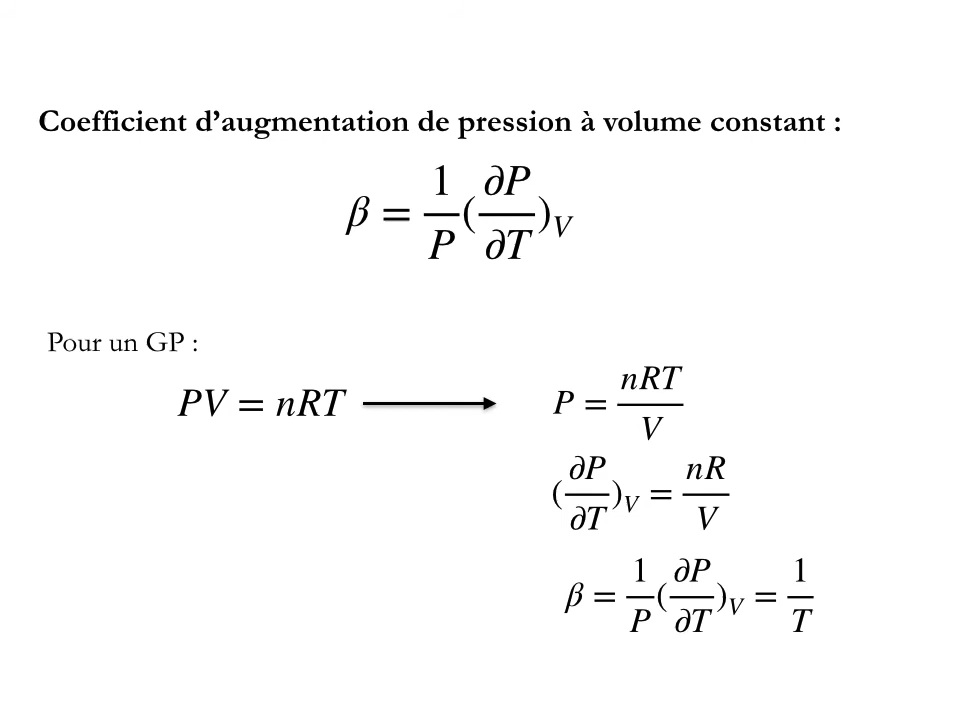 Coefficient d’augmentation de pression à volume constant :
β = 1/P (∂P/∂T)_V
Pour un GP :
PV = nRT ⟶ P = nRT/V
(∂P/∂T)_V = nR/V
β = 1/P (∂P/∂T)_V = 1/T